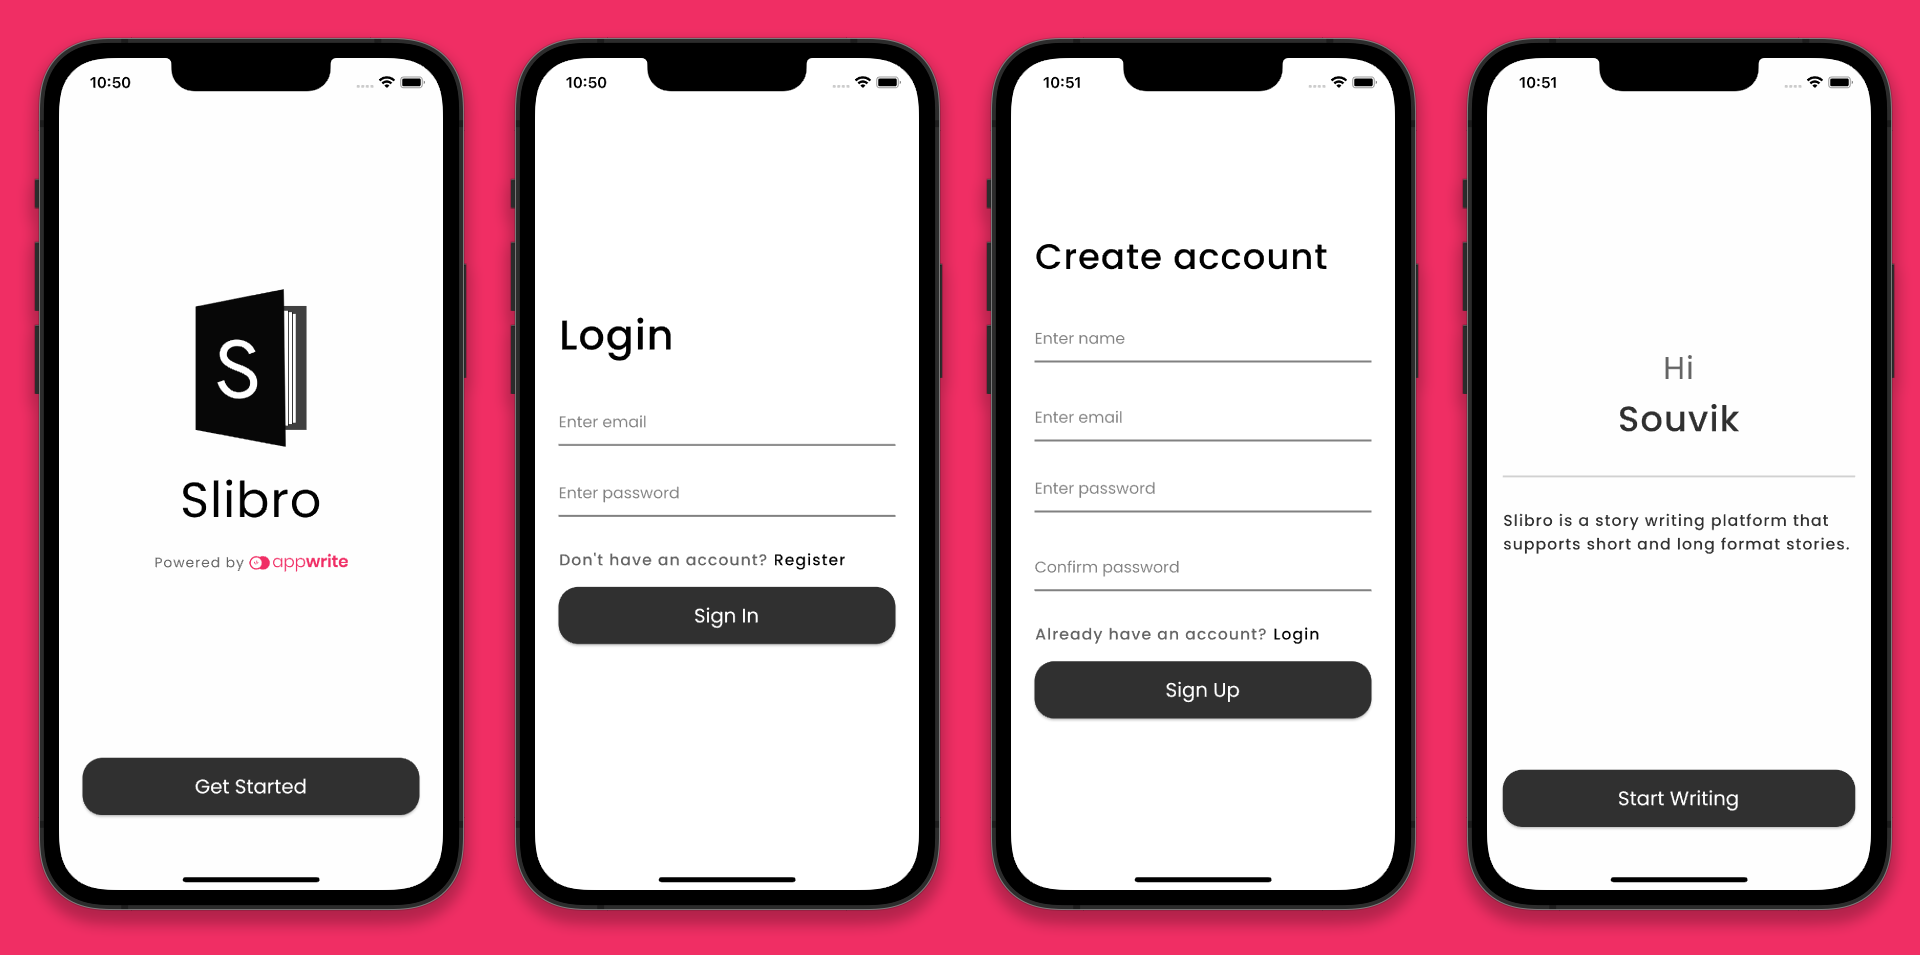 10:50
S
Slibro
Powered by appwrite
Get Started
10:50
Login
Enter email
Enter password
Don't have an account? Register
Sign In
10:51
Create account
Enter name
Enter email
Enter password
Confirm password
Already have an account? Login
Sign Up
10:51
Hi
Souvik
Slibro is a story writing platform that
supports short and long format stories.
Start Writing